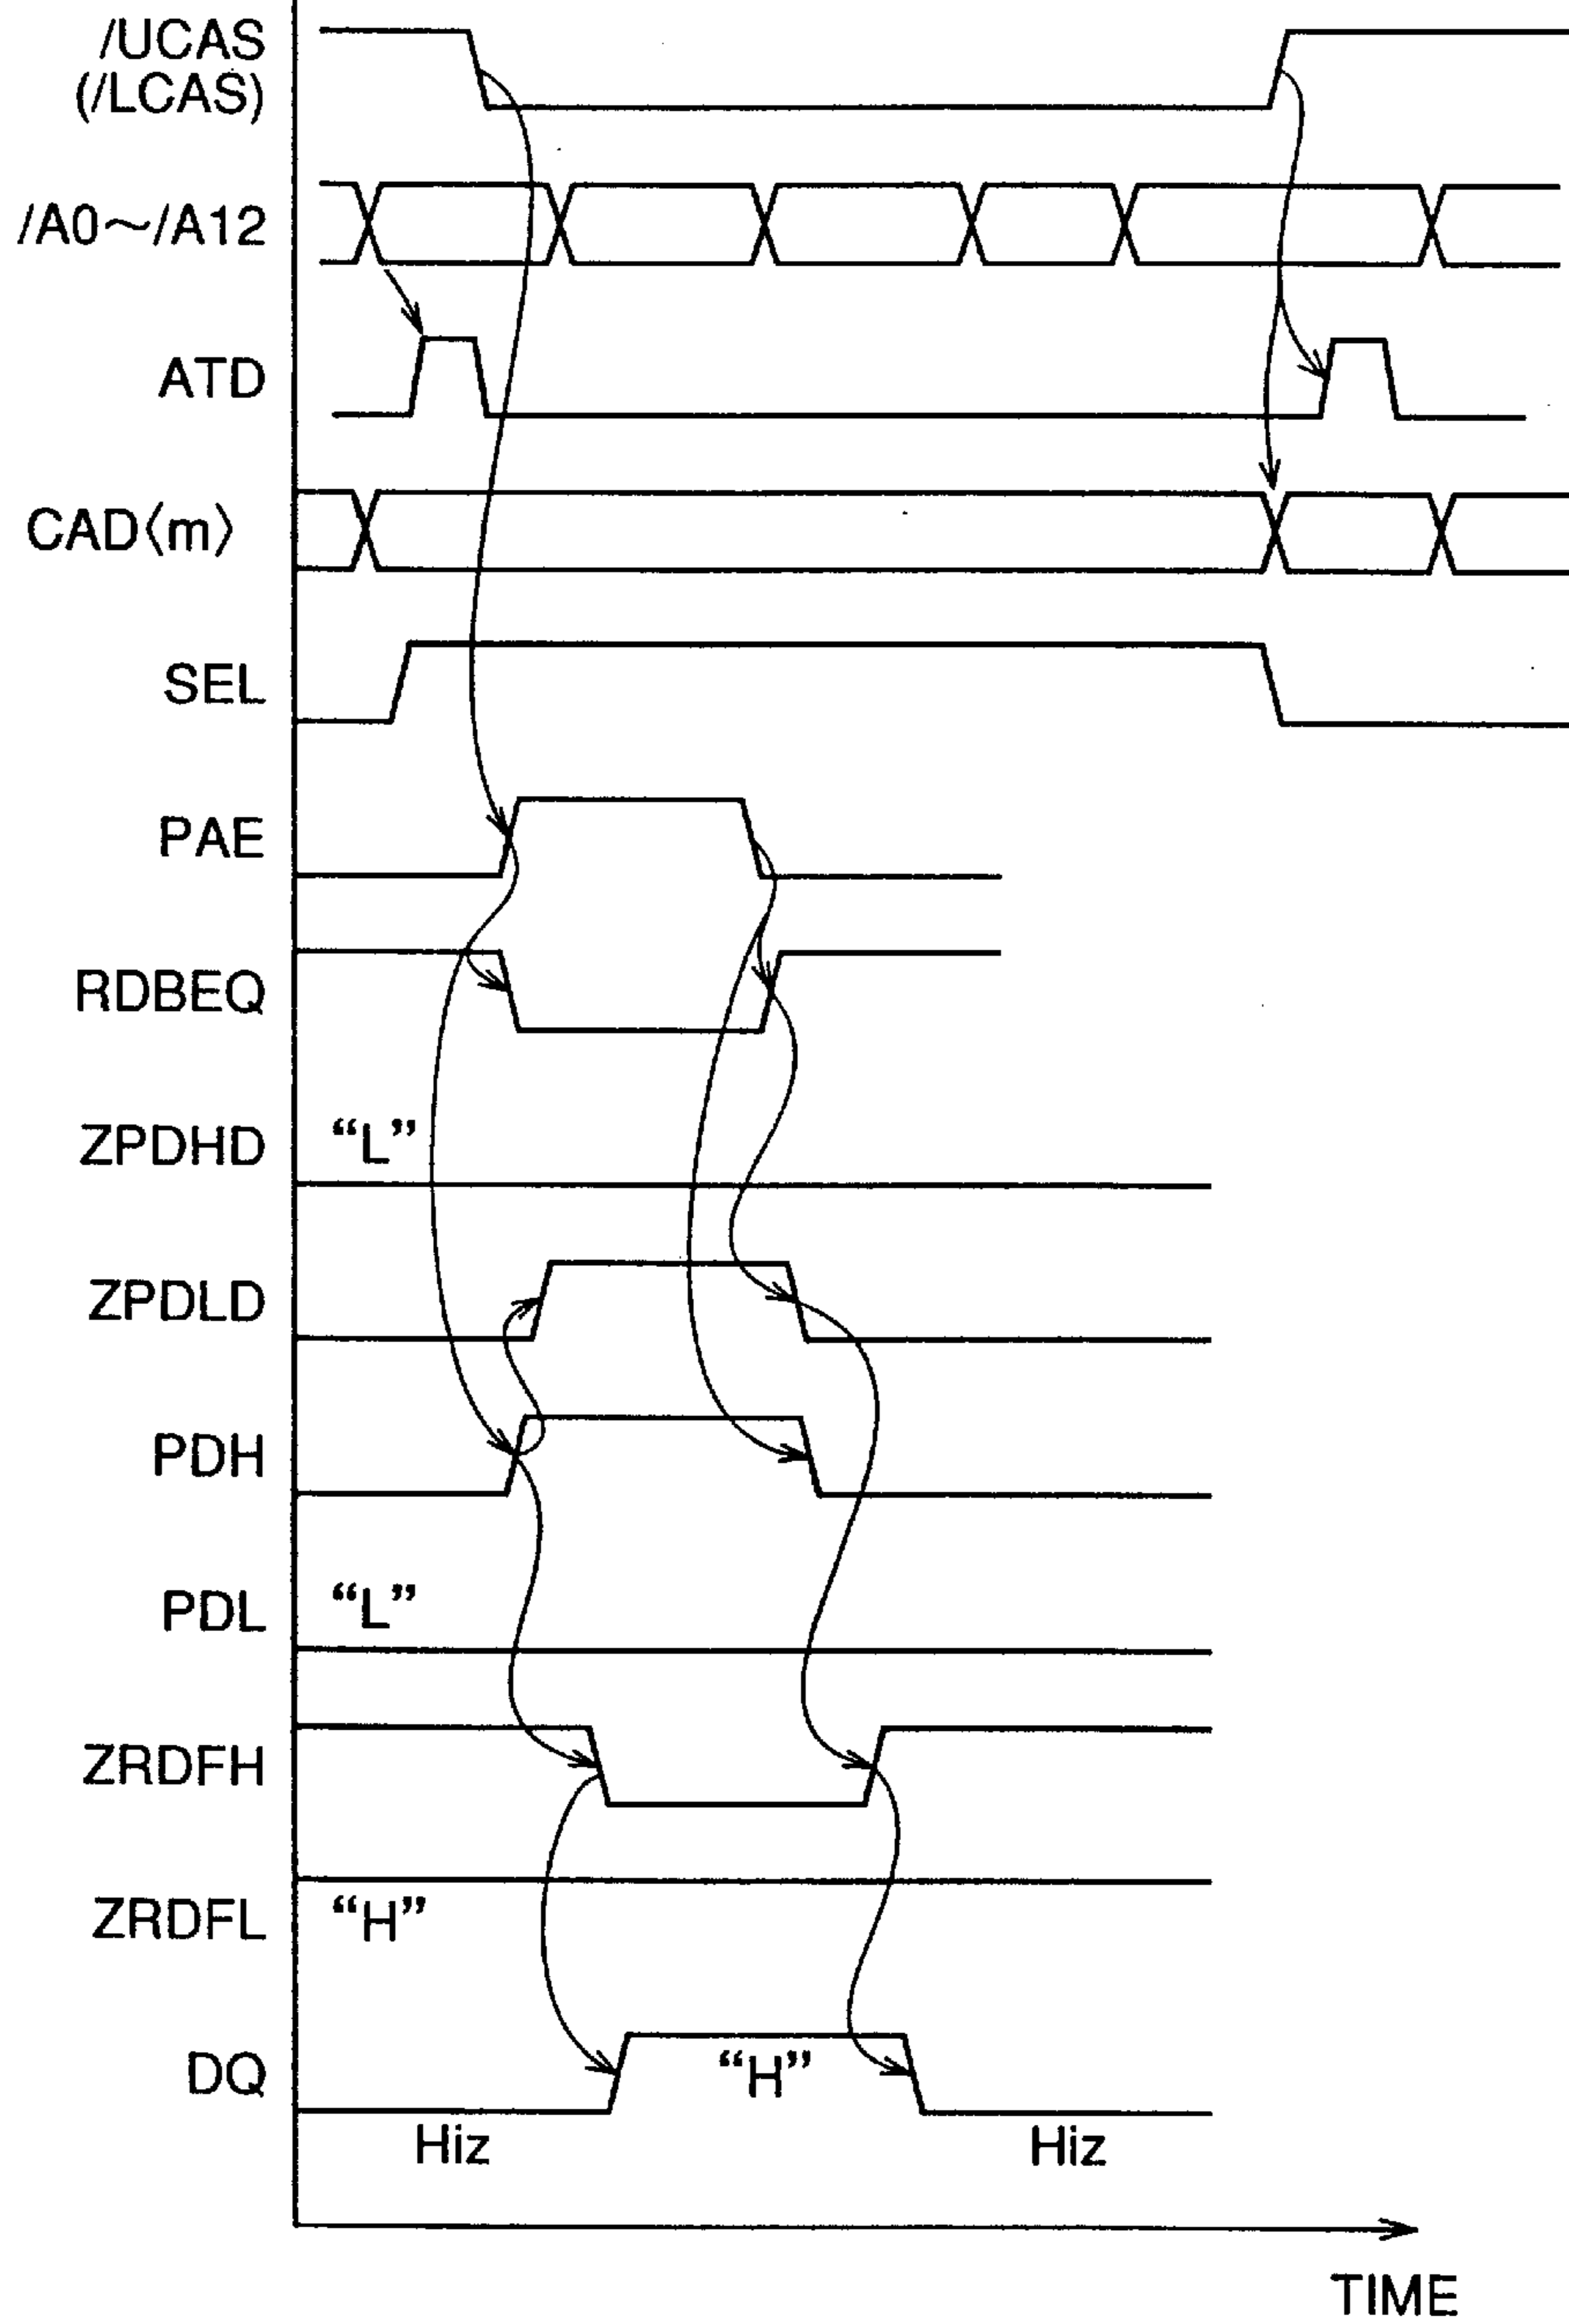 /UCAS
(/LCAS)
/A0～/A12
ATD
CAD〈m〉
SEL
PAE
RDBEQ
ZPDHD “L”
ZPDLD
PDH
PDL “L”
ZRDFH
ZRDFL “H”
DQ “H”
Hiz Hiz
TIME